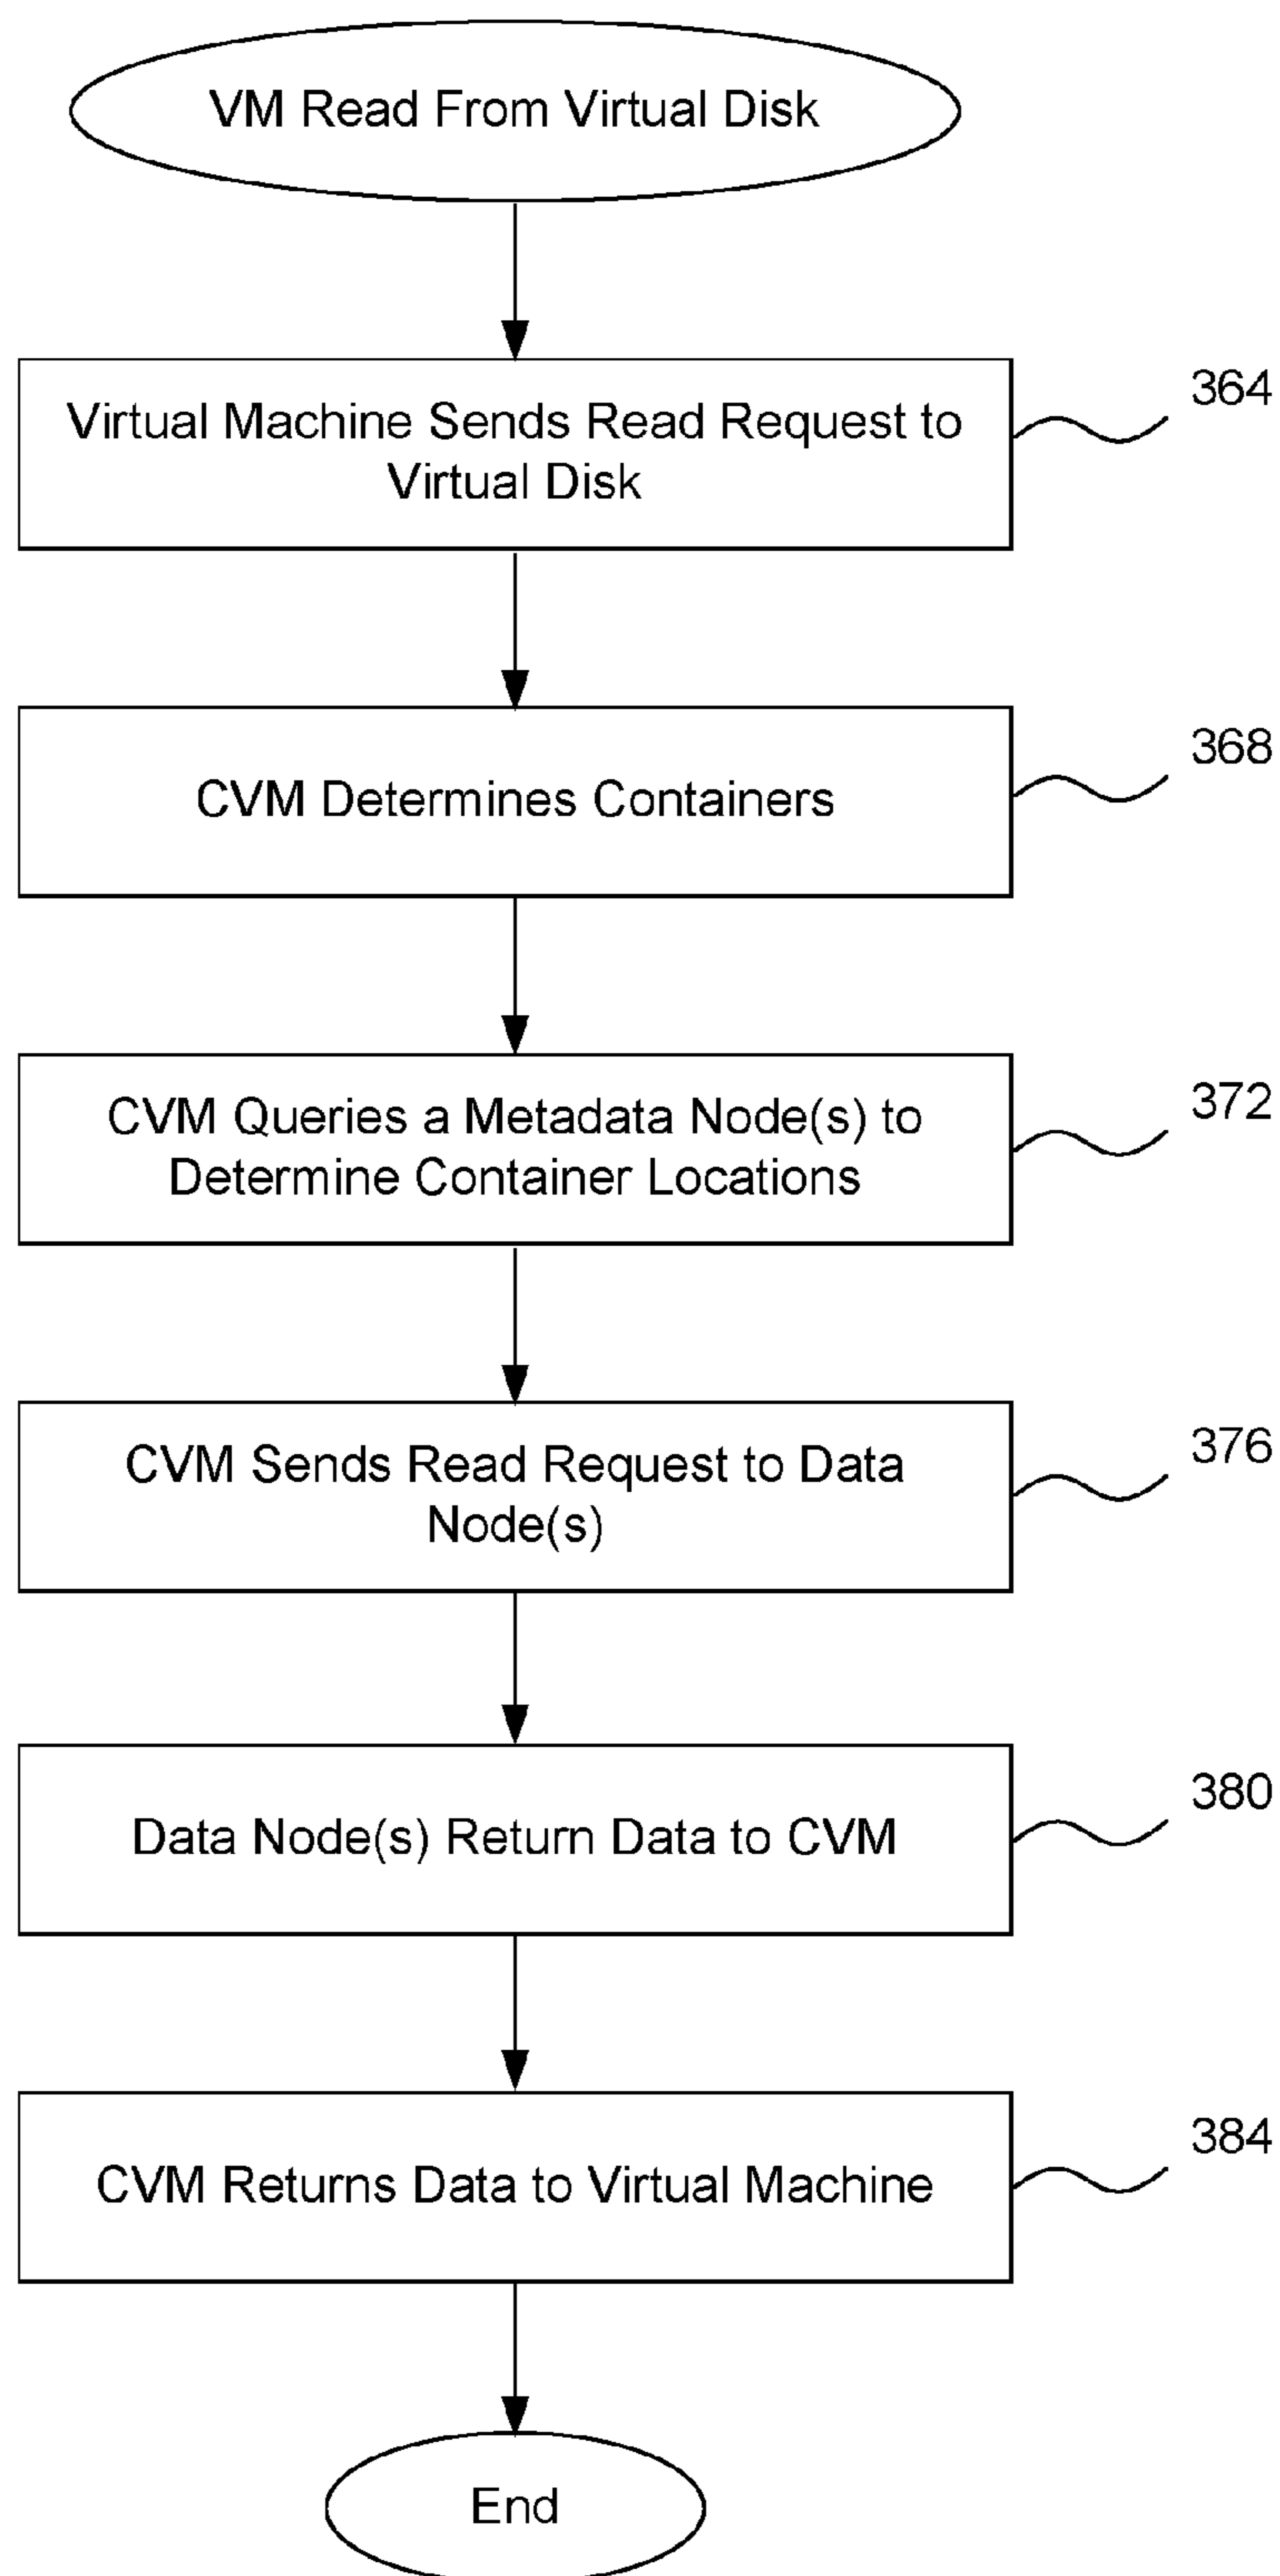 VM Read From Virtual Disk
Virtual Machine Sends Read Request to
Virtual Disk
364
CVM Determines Containers
368
CVM Queries a Metadata Node(s) to
Determine Container Locations
372
CVM Sends Read Request to Data
Node(s)
376
Data Node(s) Return Data to CVM
380
CVM Returns Data to Virtual Machine
384
End